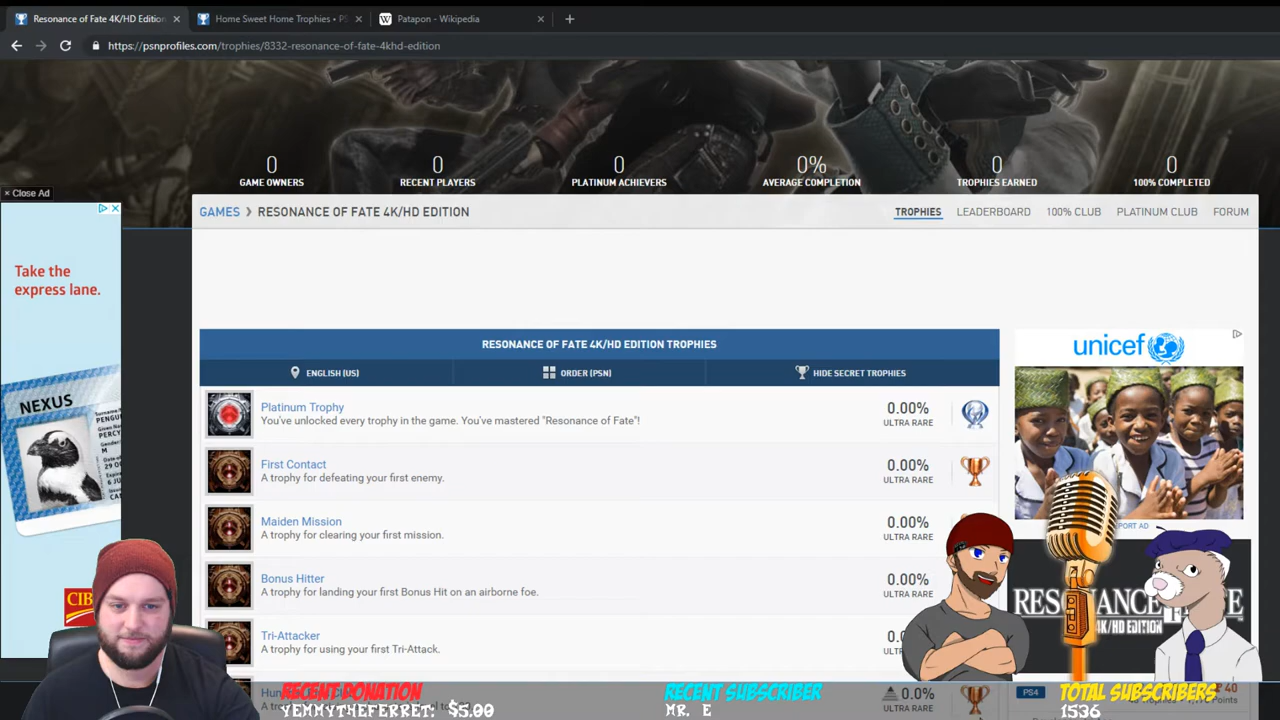 Resonance of Fate 4K/HD Edition
Home Sweet Home Trophies • PS
Patapon - Wikipedia
https://psnprofiles.com/trophies/8332-resonance-of-fate-4khd-edition
0 0 0 0% 0 0
GAME OWNERS RECENT PLAYERS PLATINUM ACHIEVERS AVERAGE COMPLETION TROPHIES EARNED 100% COMPLETED
× Close Ad
GAMES > RESONANCE OF FATE 4K/HD EDITION
TROPHIES LEADERBOARD 100% CLUB PLATINUM CLUB FORUM
Take the
express lane.
NEXUS
RESONANCE OF FATE 4K/HD EDITION TROPHIES
ENGLISH (US) ORDER (PSN) HIDE SECRET TROPHIES
Platinum Trophy
You've unlocked every trophy in the game. You've mastered "Resonance of Fate"!
0.00%
ULTRA RARE
First Contact
A trophy for defeating your first enemy.
0.00%
ULTRA RARE
Maiden Mission
A trophy for clearing your first mission.
0.00%
ULTRA RARE
Bonus Hitter
A trophy for landing your first Bonus Hit on an airborne foe.
0.00%
ULTRA RARE
Tri-Attacker
A trophy for using your first Tri-Attack.
0.0%
ULTRA RARE
unicef
PORT AD
4K/HD EDITION
CIB
PS4
RECENT DONATION
YEMMYTHEFERRET: $5.00
RECENT SUBSCRIBER
MR. E
TOTAL SUBSCRIBERS
1536